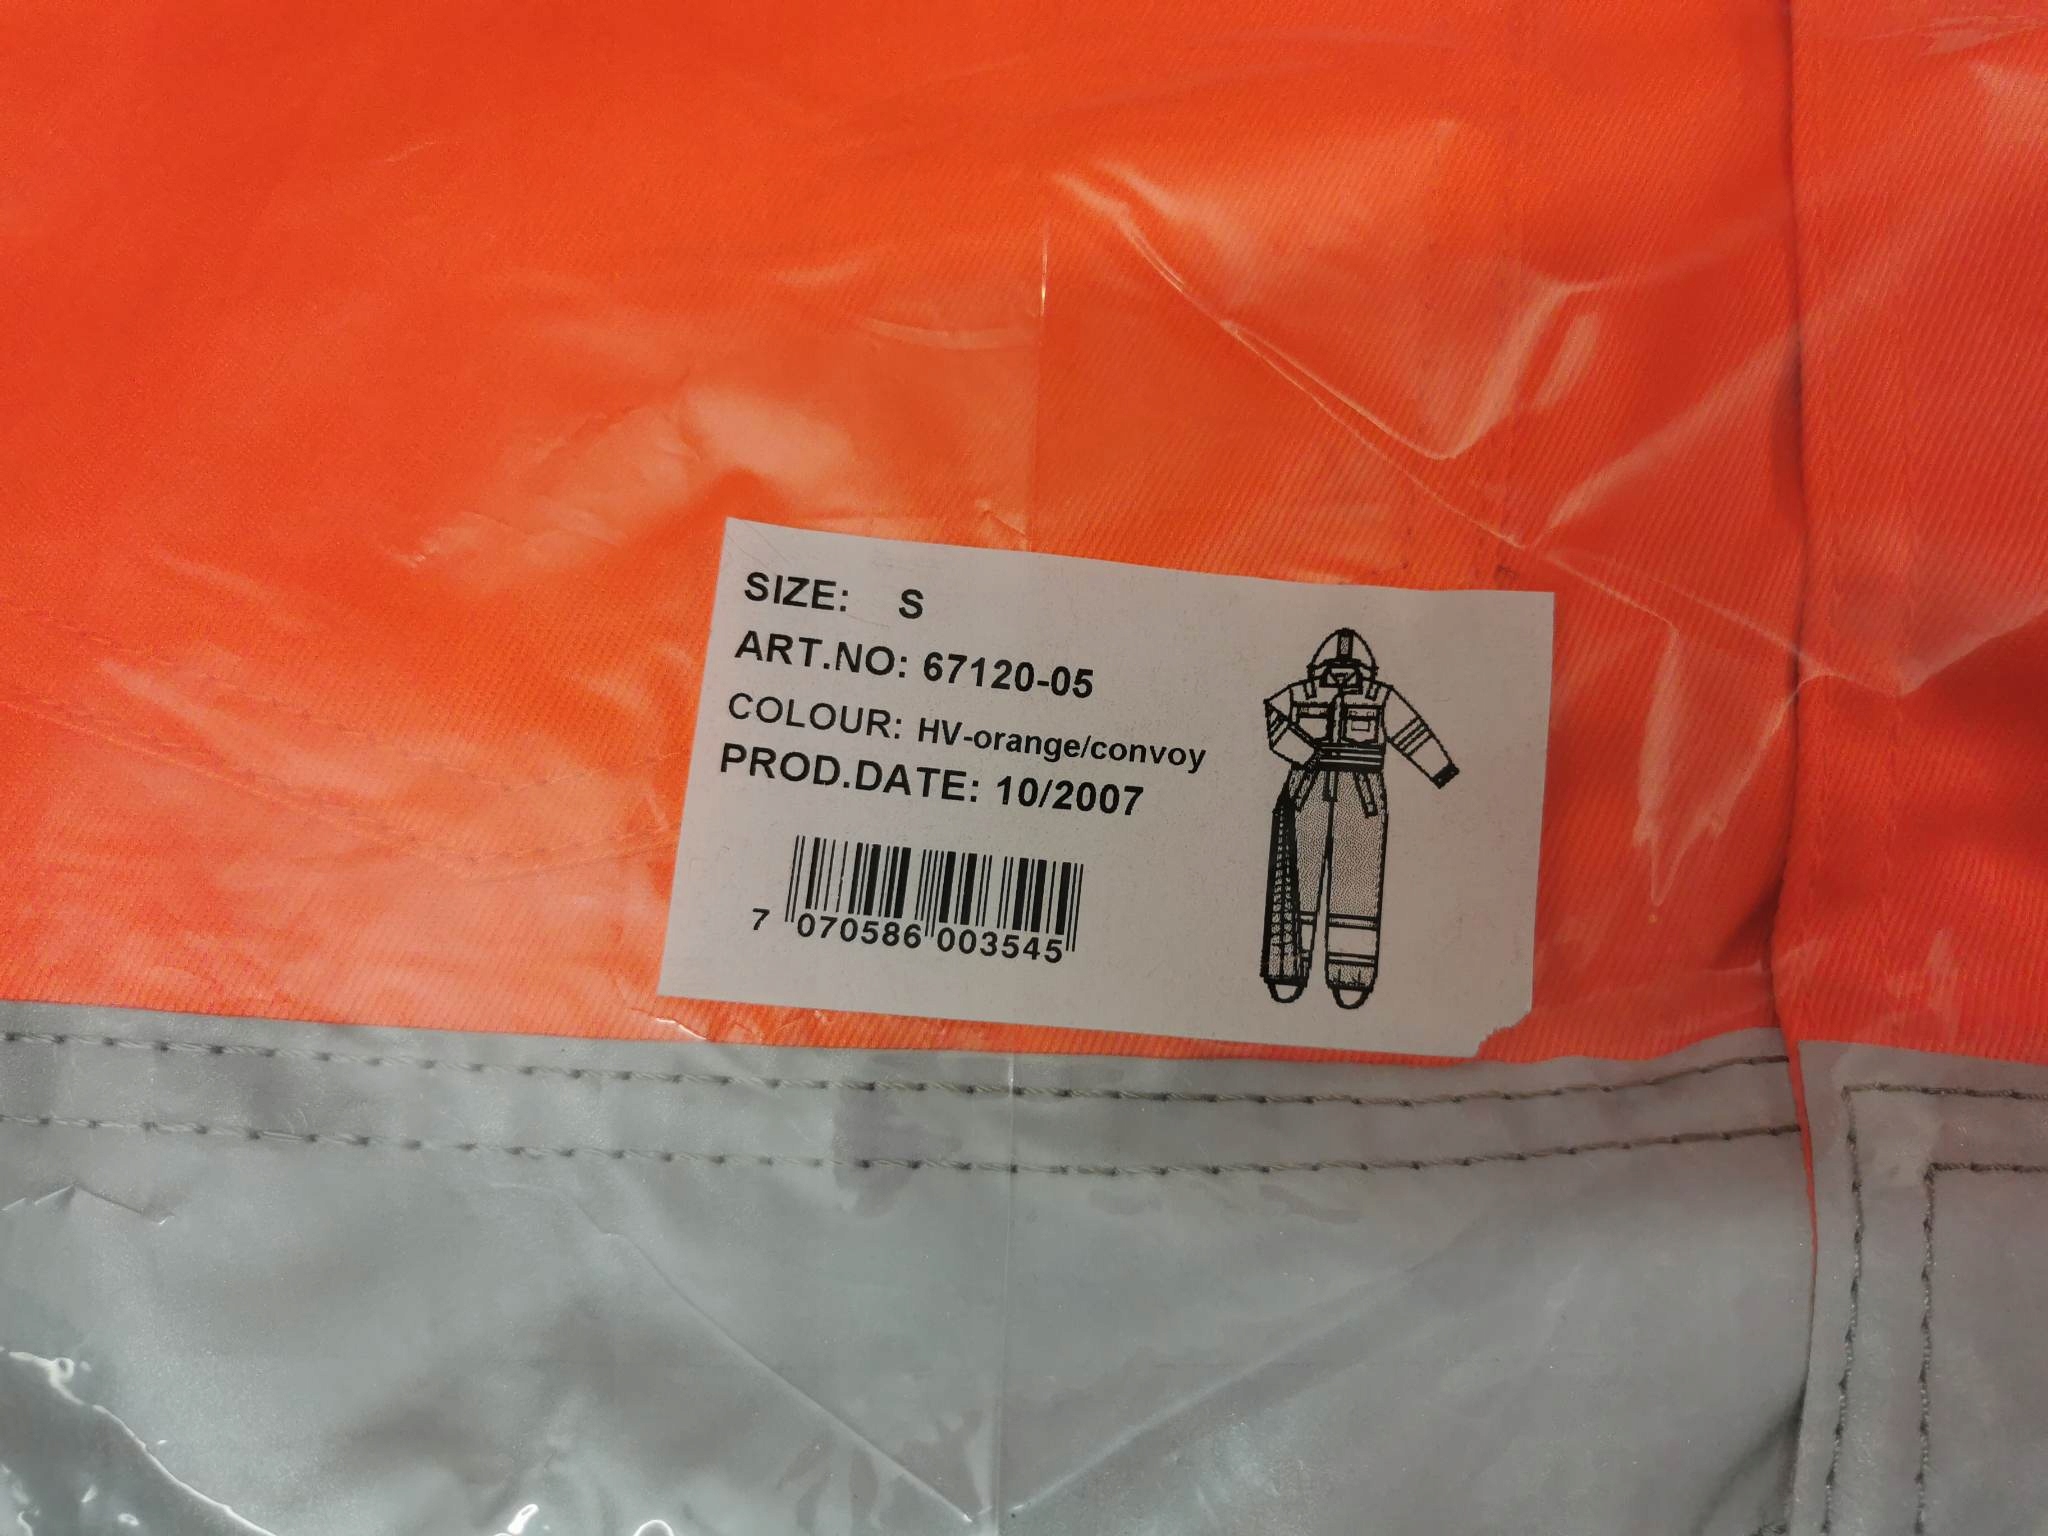 SIZE: S
ART.NO: 67120-05
COLOUR: HV-orange/convoy
PROD.DATE: 10/2007
7 070586 003545